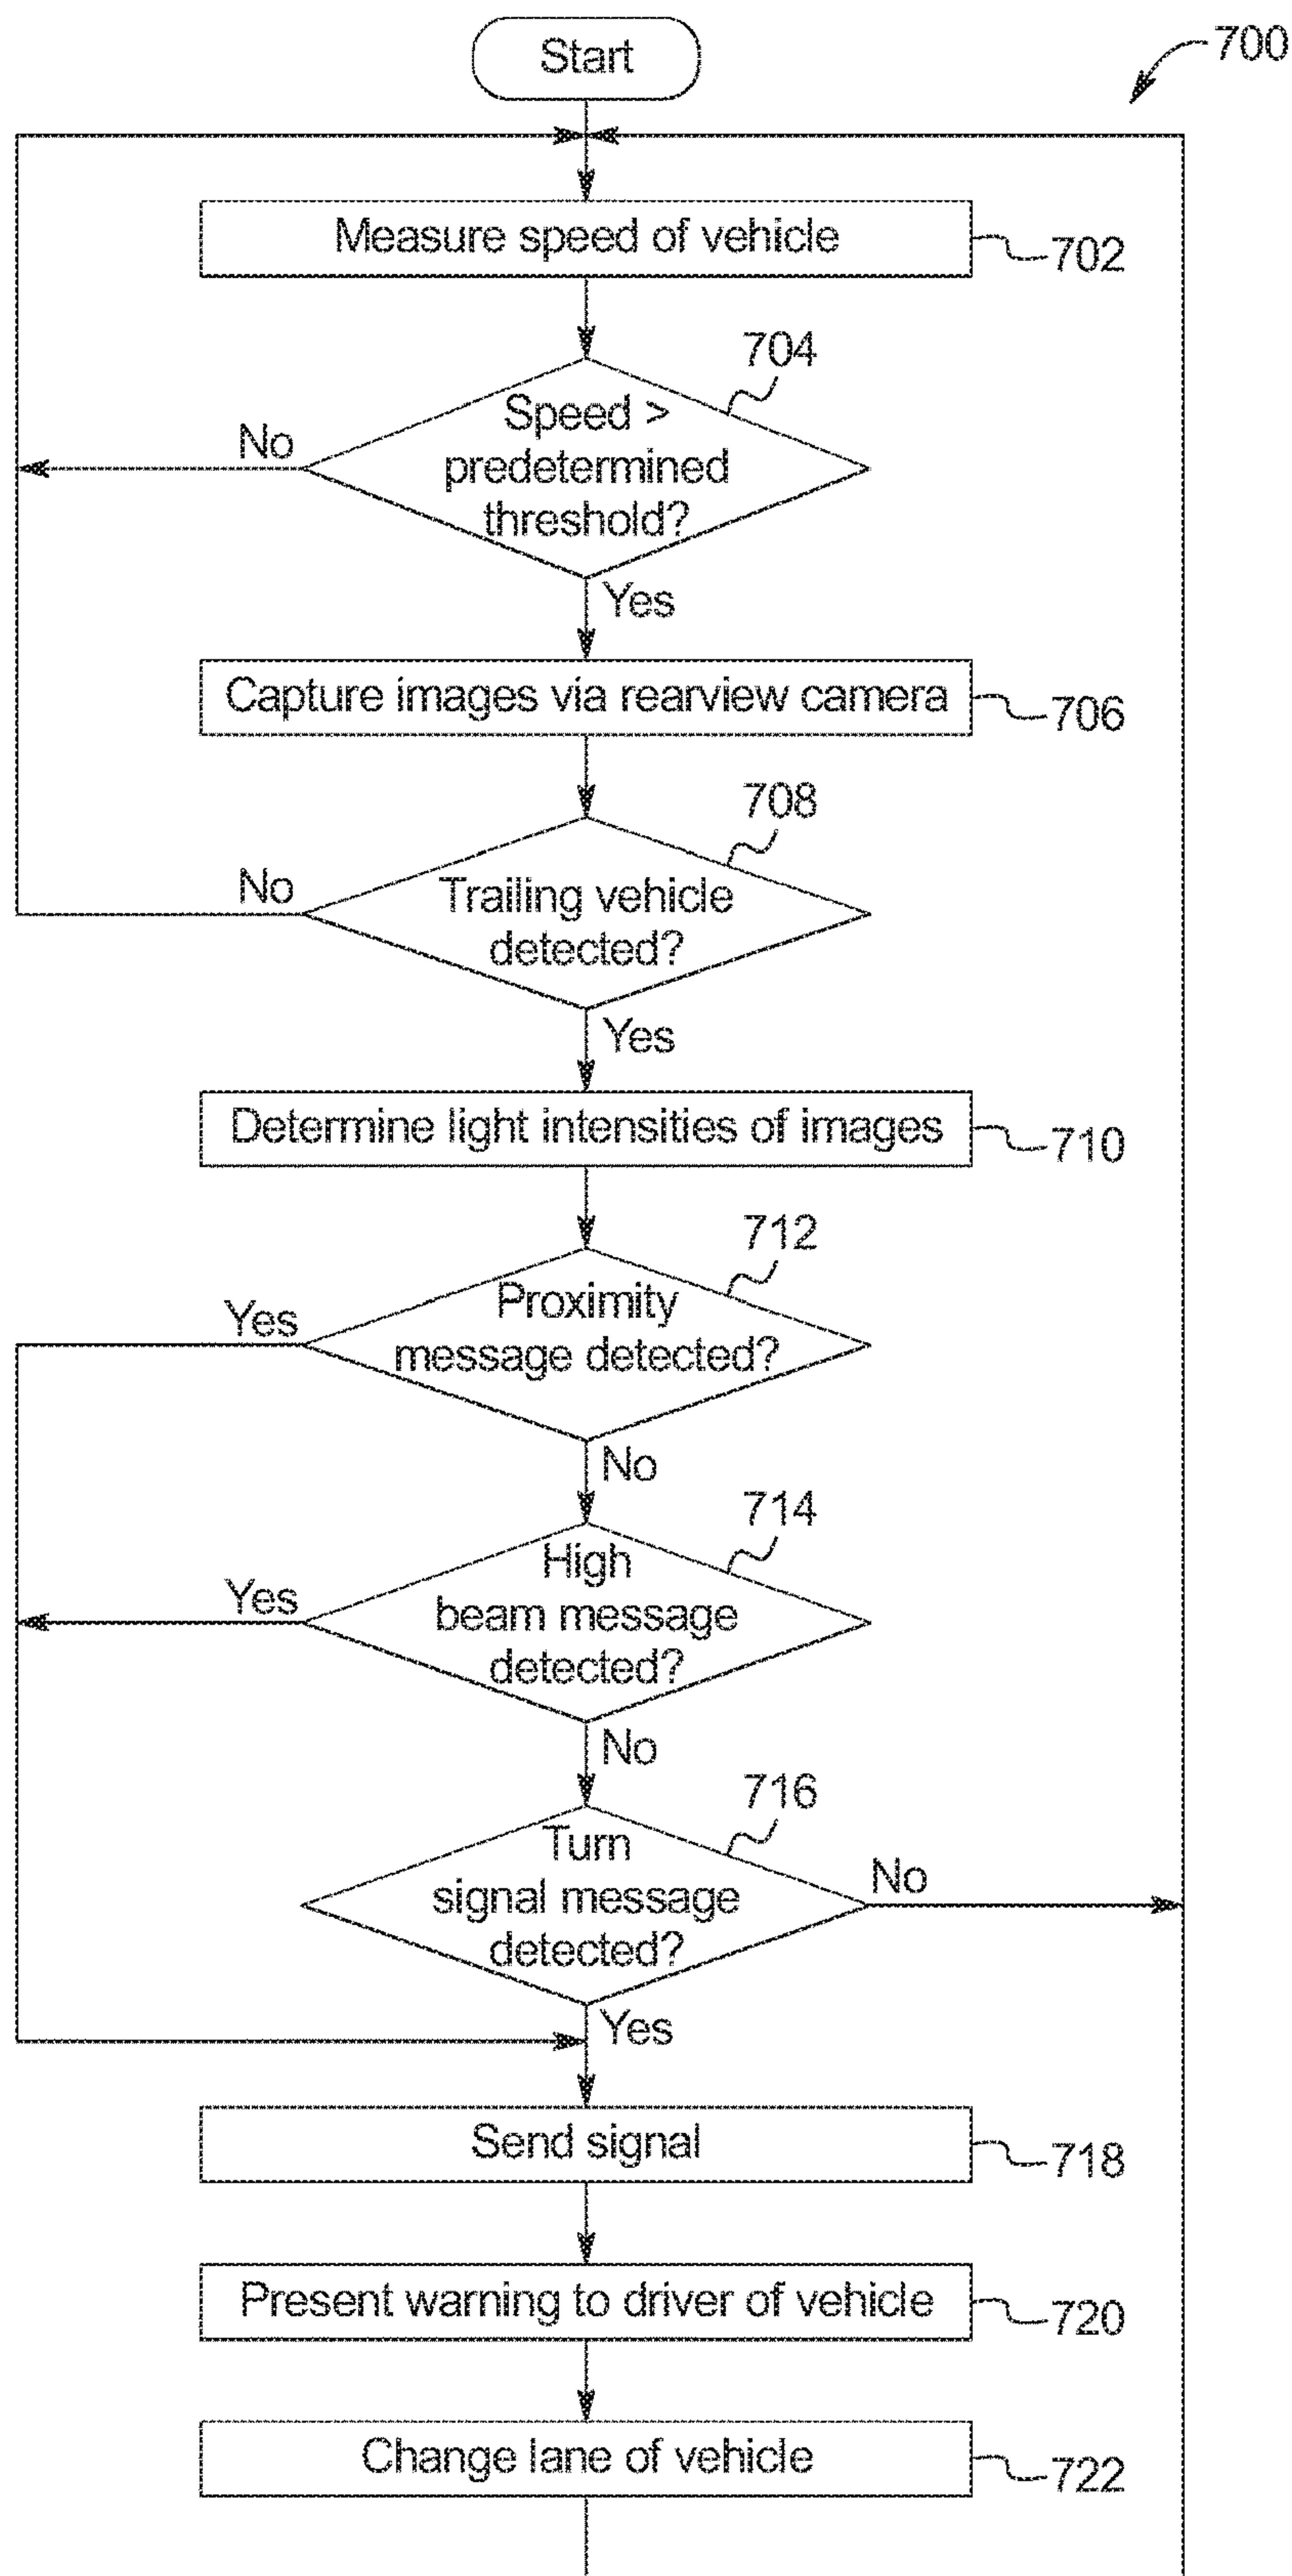 Start
700
Measure speed of vehicle
702
704
Speed >
predetermined
threshold?
No
Yes
Capture images via rearview camera
706
708
Trailing vehicle
detected?
No
Yes
Determine light intensities of images
710
712
Proximity
message detected?
Yes
No
714
High
beam message
detected?
Yes
No
716
Turn
signal message
detected?
No
Yes
Send signal
718
Present warning to driver of vehicle
720
Change lane of vehicle
722